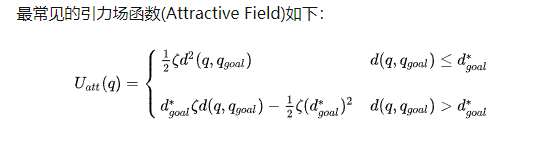 最常见的引力场函数(Attractive Field)如下：
U_{att}(q) = \begin{cases} \frac{1}{2}\zeta d^2(q, q_{goal}) & d(q, q_{goal}) \leq d^*_{goal} \\ d^*_{goal}\zeta d(q, q_{goal}) - \frac{1}{2}\zeta(d^*_{goal})^2 & d(q, q_{goal}) > d^*_{goal} \end{cases}